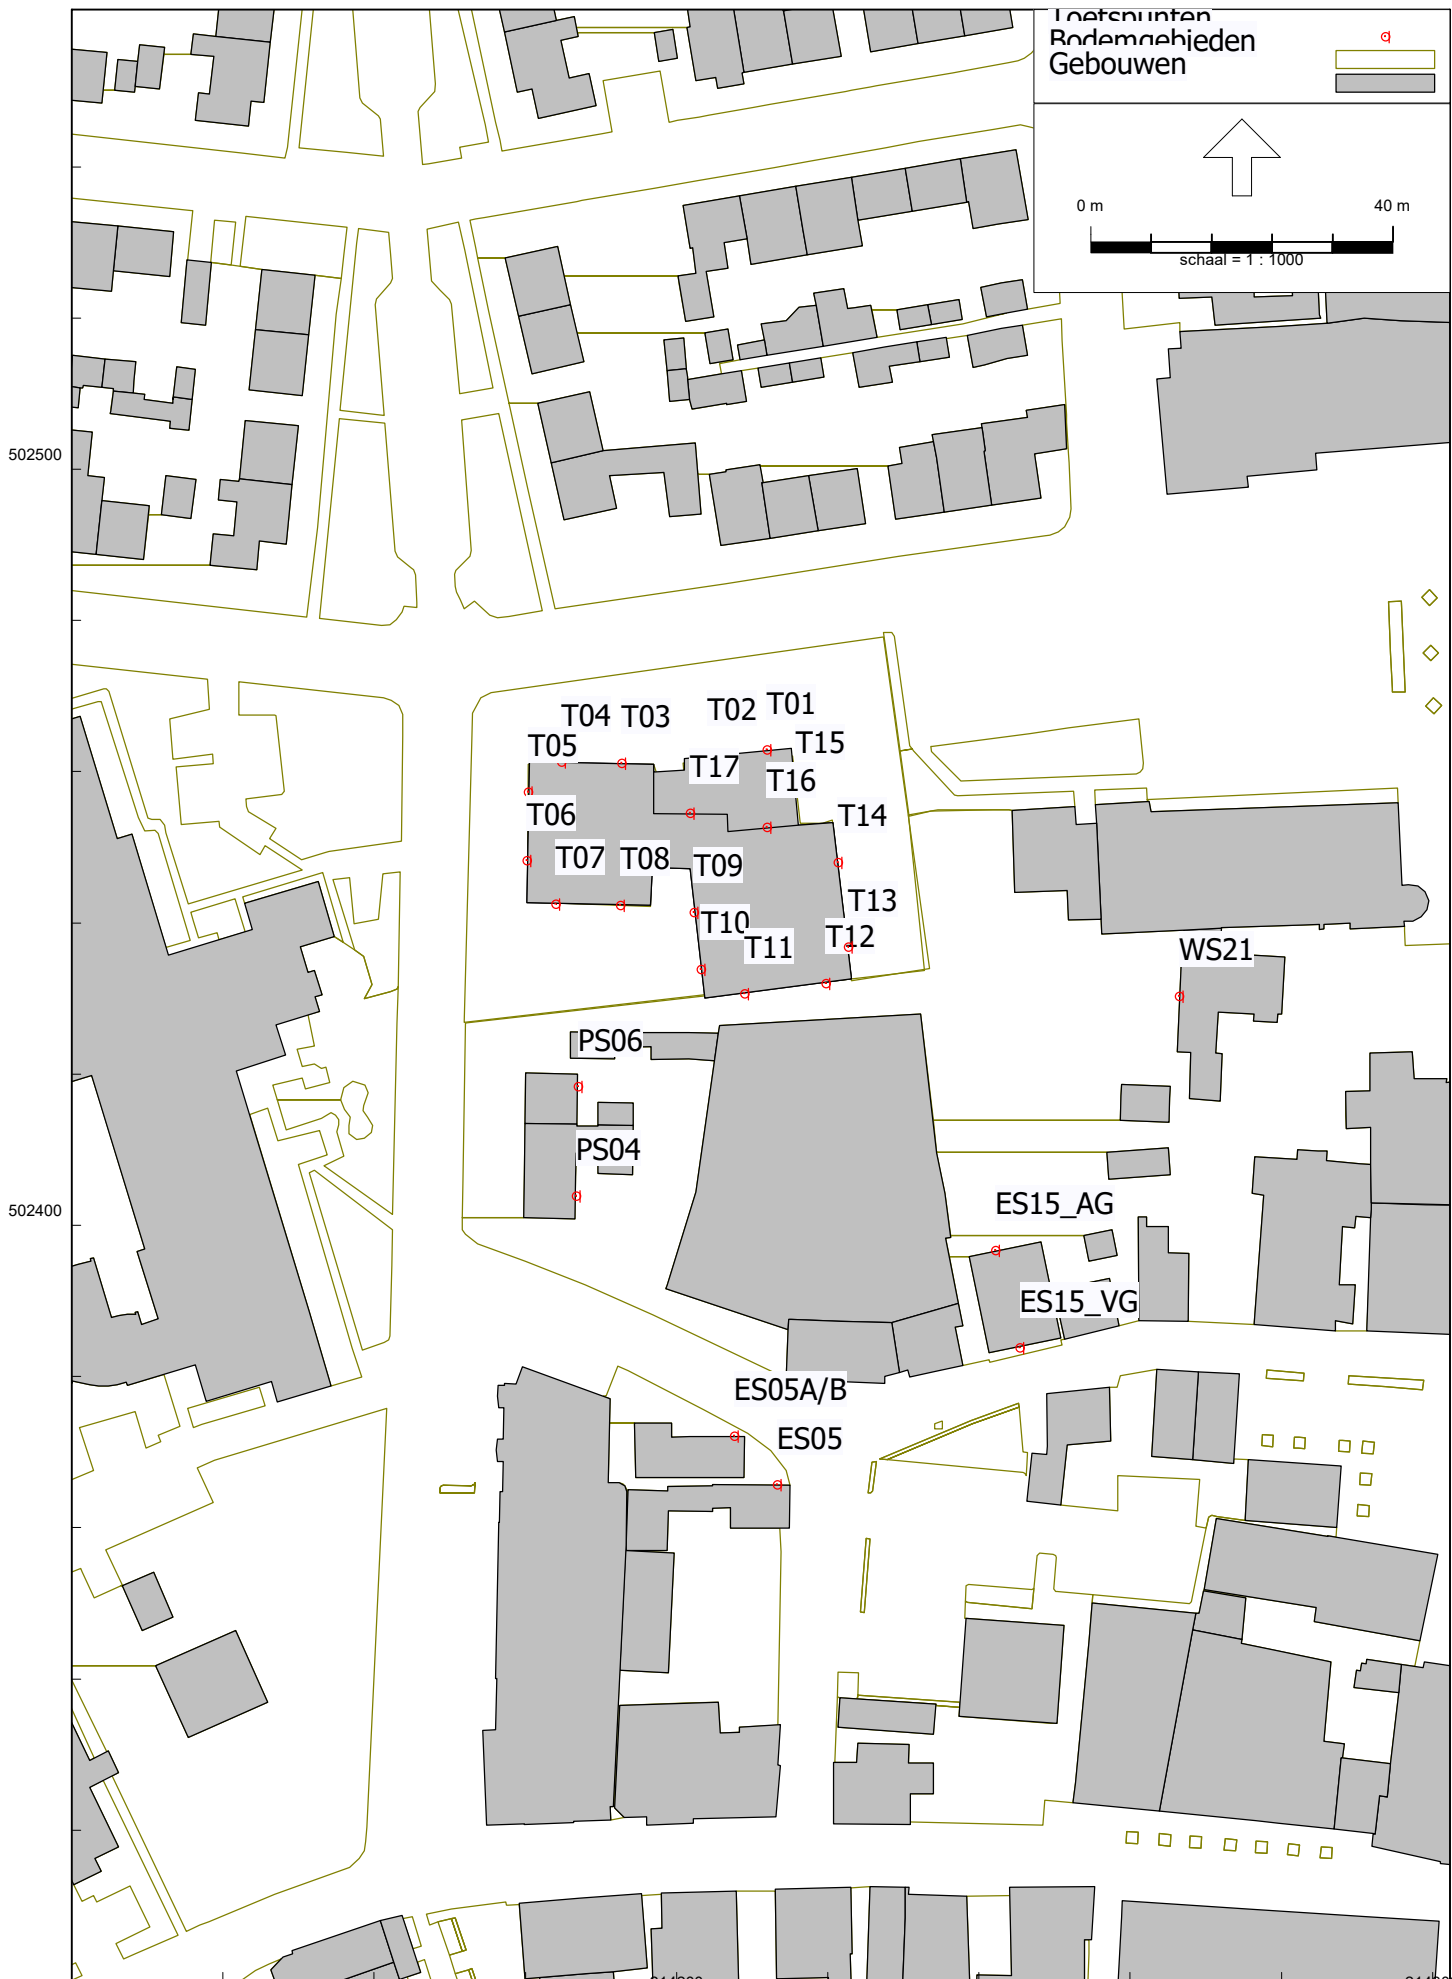 Toetspunten
Bodemgebieden
Gebouwen
0 m 40 m
schaal = 1 : 1000
502500
T04 T03 T02 T01
T05 T17 T15
T16
T06 T14
T07 T08 T09
T13
T10 T11 T12
WS21
PS06
PS04
502400
ES15_AG
ES15_VG
ES05A/B
ES05